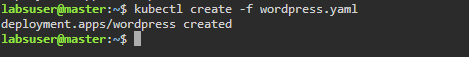 labsuser@master:~$ kubectl create -f wordpress.yaml
deployment.apps/wordpress created
labsuser@master:~$